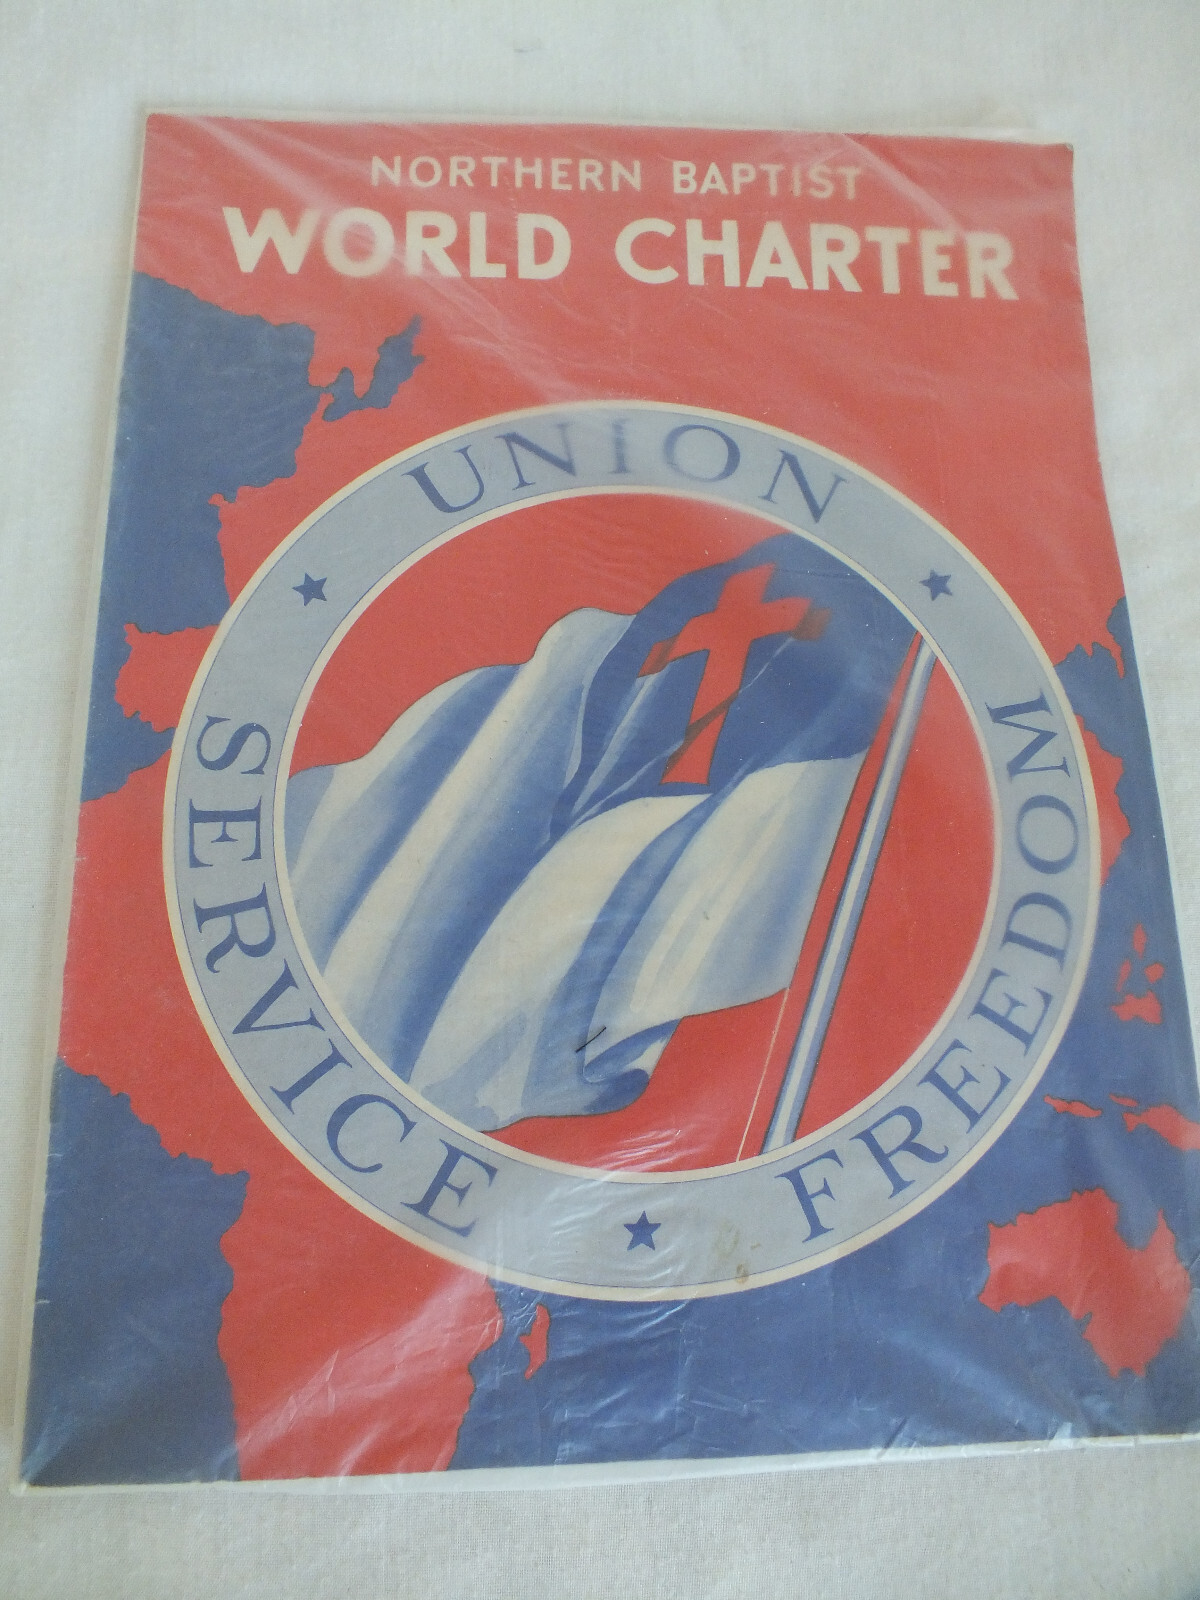 NORTHERN BAPTIST
WORLD CHARTER
UNION
SERVICE
FREEDOM